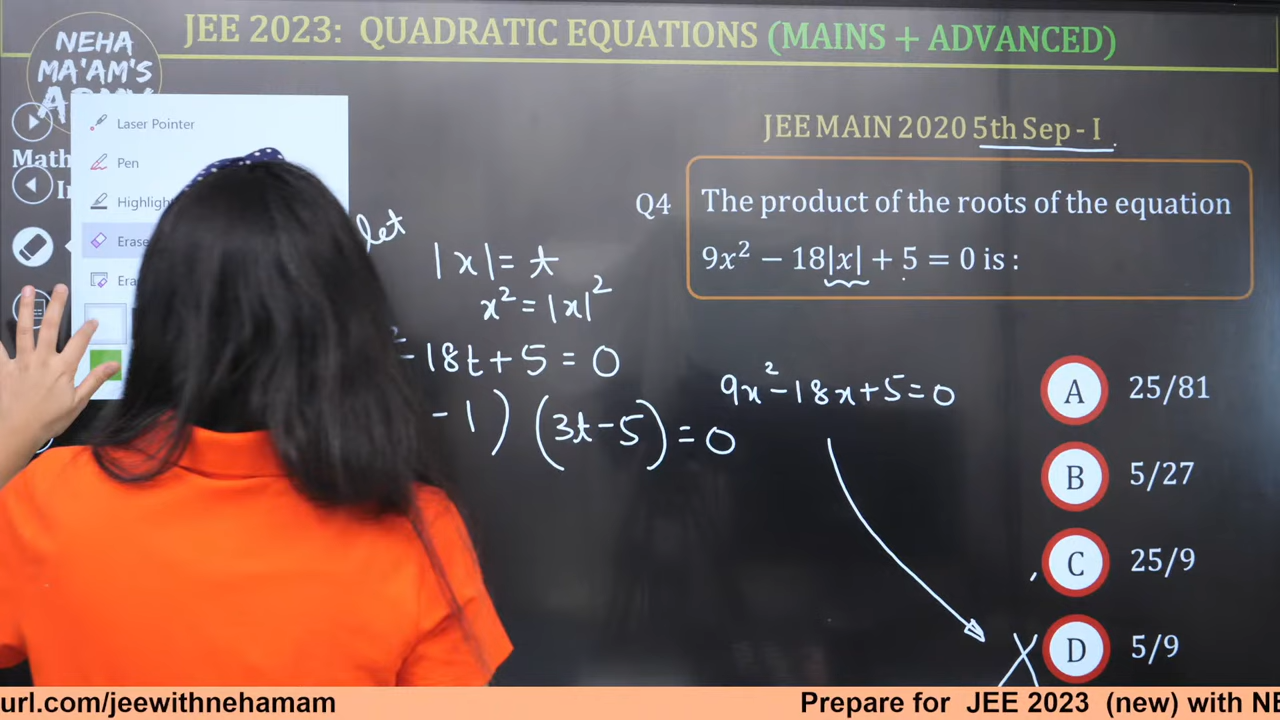 JEE 2023: QUADRATIC EQUATIONS (MAINS + ADVANCED)
NEHA
MA'AM'S
Laser Pointer
Pen
JEE MAIN 2020 5th Sep - I
Q4 The product of the roots of the equation
9x² − 18|x| + 5 = 0 is :
let
|x| = t
x² = |x|²
-18t+5 = 0
-1) (3t-5) = 0
9x²-18x+5=0
A 25/81
B 5/27
C 25/9
X D 5/9
url.com/jeewithnehamam
Prepare for JEE 2023 (new) with